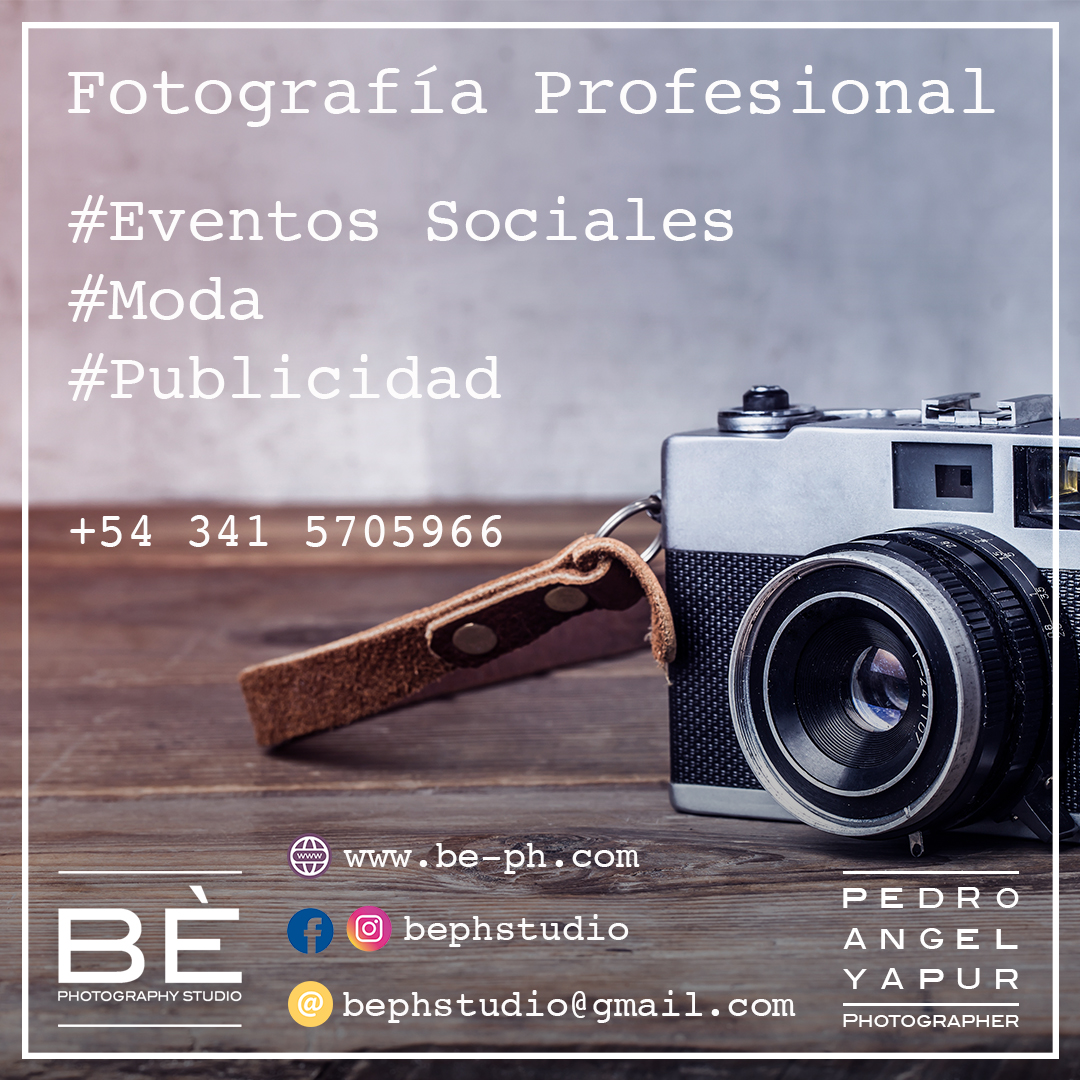 Fotografía Profesional
#Eventos Sociales
#Moda
#Publicidad
+54 341 5705966
www
www.be-ph.com
bephstudio
bephstudio@gmail.com
BÈ
PHOTOGRAPHY STUDIO
PEDRO
ANGEL
YAPUR
PHOTOGRAPHER